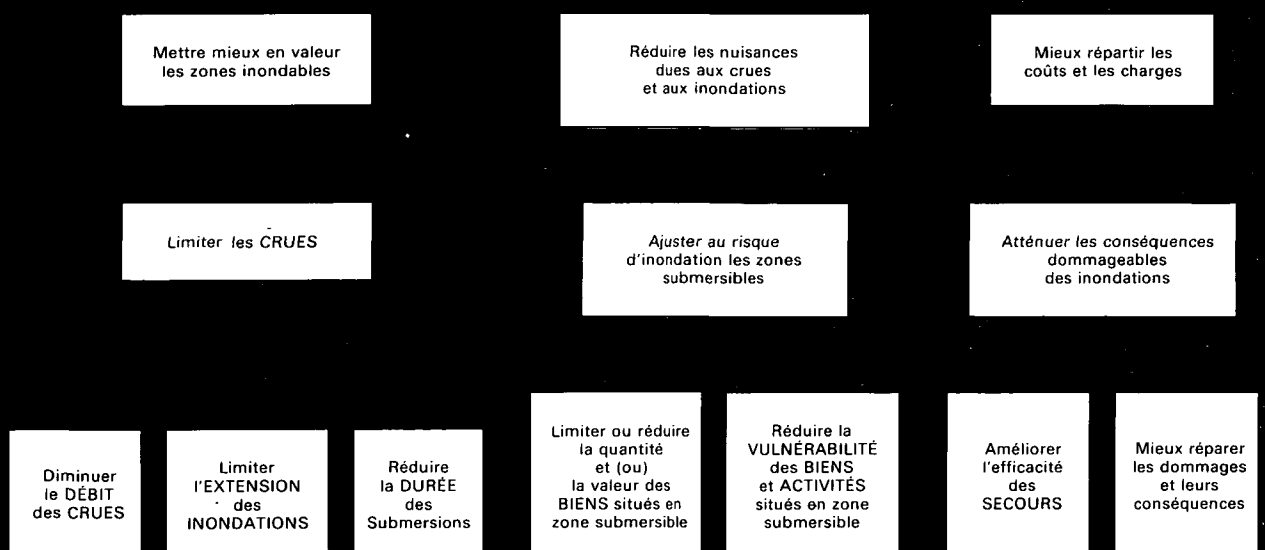 Mettre mieux en valeur
les zones inondables
Réduire les nuisances
dues aux crues
et aux inondations
Mieux répartir les
coûts et les charges
Limiter les CRUES
Ajuster au risque
d'inondation les zones
submersibles
Atténuer les conséquences
dommageables
des inondations
Diminuer
le DÉBIT
des CRUES
Limiter
l'EXTENSION
des
INONDATIONS
Réduire
la DURÉE
des
Submersions
Limiter ou réduire
la quantité
et (ou)
la valeur des
BIENS situés en
zone submersible
Réduire la
VULNÉRABILITÉ
des BIENS
et ACTIVITÉS
situés en zone
submersible
Améliorer
l'efficacité
des
SECOURS
Mieux réparer
les dommages
et leurs
conséquences